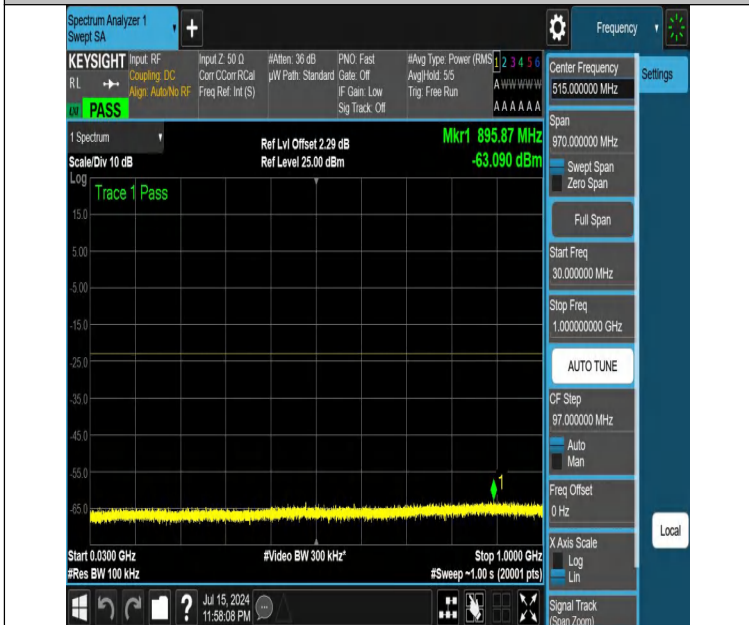 Spectrum Analyzer 1
Swept SA
+
Frequency
KEYSIGHT
RL
LXI
PASS
Input: RF
Coupling: DC
Align: Auto/No RF
Input Z: 50 Ω
Corr CCorr RCal
Freq Ref: Int (S)
#Atten: 36 dB
µW Path: Standard
PNO: Fast
Gate: Off
IF Gain: Low
Sig Track: Off
#Avg Type: Power (RMS
Avg|Hold: 5/5
Trig: Free Run
1 2 3 4 5 6
A W W W W W
A A A A A A
1 Spectrum
Scale/Div 10 dB
Ref Lvl Offset 2.29 dB
Ref Level 25.00 dBm
Mkr1 895.87 MHz
-63.090 dBm
Log
Trace 1 Pass
15.0
5.00
-5.00
-15.0
-25.0
-35.0
-45.0
-55.0
-65.0
1
Start 0.0300 GHz
#Res BW 100 kHz
#Video BW 300 kHz*
Stop 1.0000 GHz
#Sweep ~1.00 s (20001 pts)
?
Jul 15, 2024
11:58:08 PM
Center Frequency
515.000000 MHz
Span
970.000000 MHz
Swept Span
Zero Span
Full Span
Start Freq
30.000000 MHz
Stop Freq
1.000000000 GHz
AUTO TUNE
CF Step
97.000000 MHz
Auto
Man
Freq Offset
0 Hz
X Axis Scale
Log
Lin
Signal Track
(Span Zoom)
Settings
Local